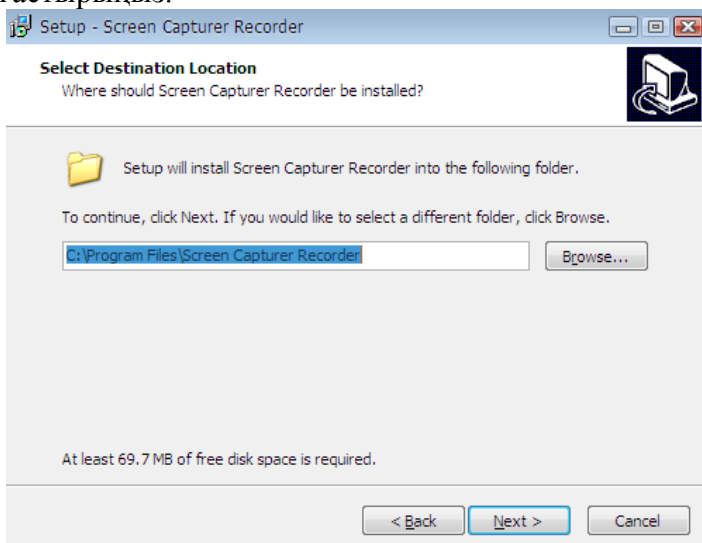 Setup - Screen Capturer Recorder
Select Destination Location
Where should Screen Capturer Recorder be installed?
Setup will install Screen Capturer Recorder into the following folder.
To continue, click Next. If you would like to select a different folder, click Browse.
C:\Program Files\Screen Capturer Recorder
Browse...
At least 69.7 MB of free disk space is required.
< Back
Next >
Cancel